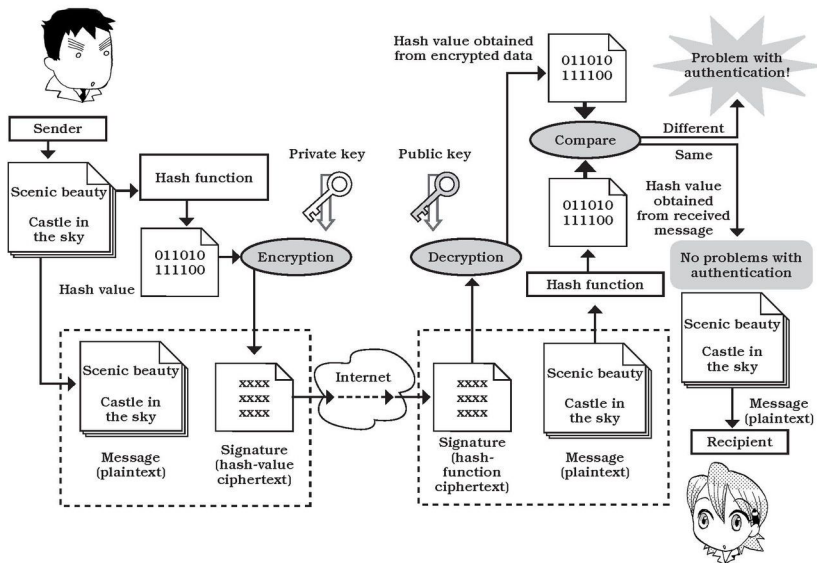 Sender
Scenic beauty
Castle in
the sky
Hash function
011010
111100
Hash value
Private key
Encryption
Scenic beauty
Castle in
the sky
Message
(plaintext)
xxxx
xxxx
xxxx
Signature
(hash-value
ciphertext)
Internet
Public key
Decryption
xxxx
xxxx
xxxx
Signature
(hash-
function
ciphertext)
Scenic beauty
Castle in
the sky
Message
(plaintext)
Hash function
011010
111100
Hash value
obtained
from received
message
Hash value obtained
from encrypted data
011010
111100
Compare
Different
Same
Problem with
authentication!
No problems with
authentication
Scenic beauty
Castle in
the sky
Message
(plaintext)
Recipient